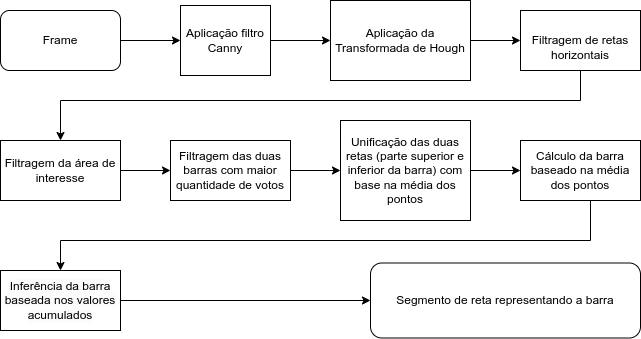 Frame
Aplicação filtro
Canny
Aplicação da
Transformada de Hough
Filtragem de retas
horizontais
Filtragem da área de
interesse
Filtragem das duas
barras com maior
quantidade de votos
Unificação das duas
retas (parte superior e
inferior da barra) com
base na média dos
pontos
Cálculo da barra
baseado na média
dos pontos
Inferência da barra
baseada nos valores
acumulados
Segmento de reta representando a barra